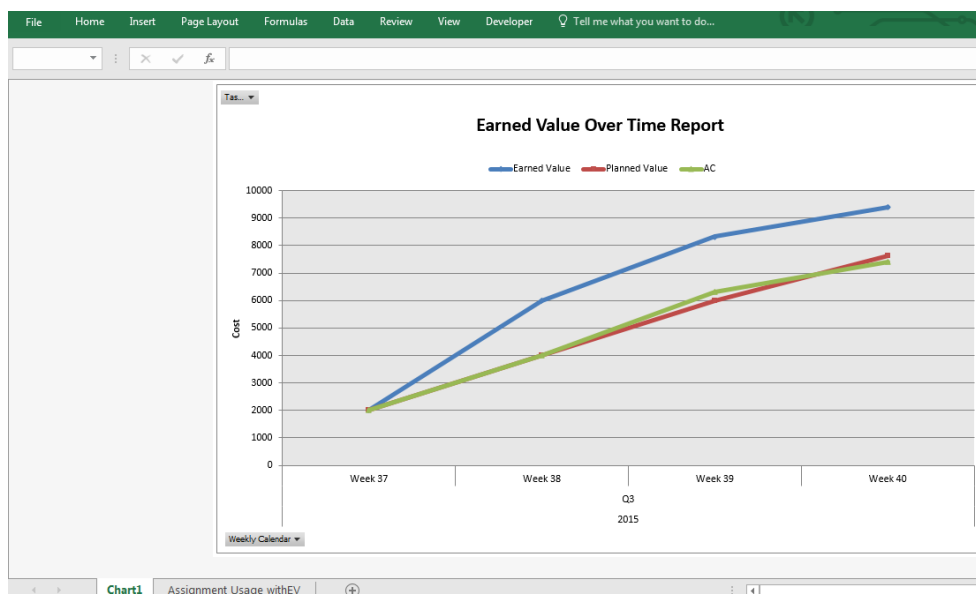 File Home Insert Page Layout Formulas Data Review View Developer Tell me what you want to do...
fx
Tas...
Earned Value Over Time Report
Earned Value Planned Value AC
10000
9000
8000
7000
6000
5000
4000
3000
2000
1000
0
Cost
Week 37 Week 38 Week 39 Week 40
Q3
2015
Weekly Calendar
Chart1 Assignment Usage withEV